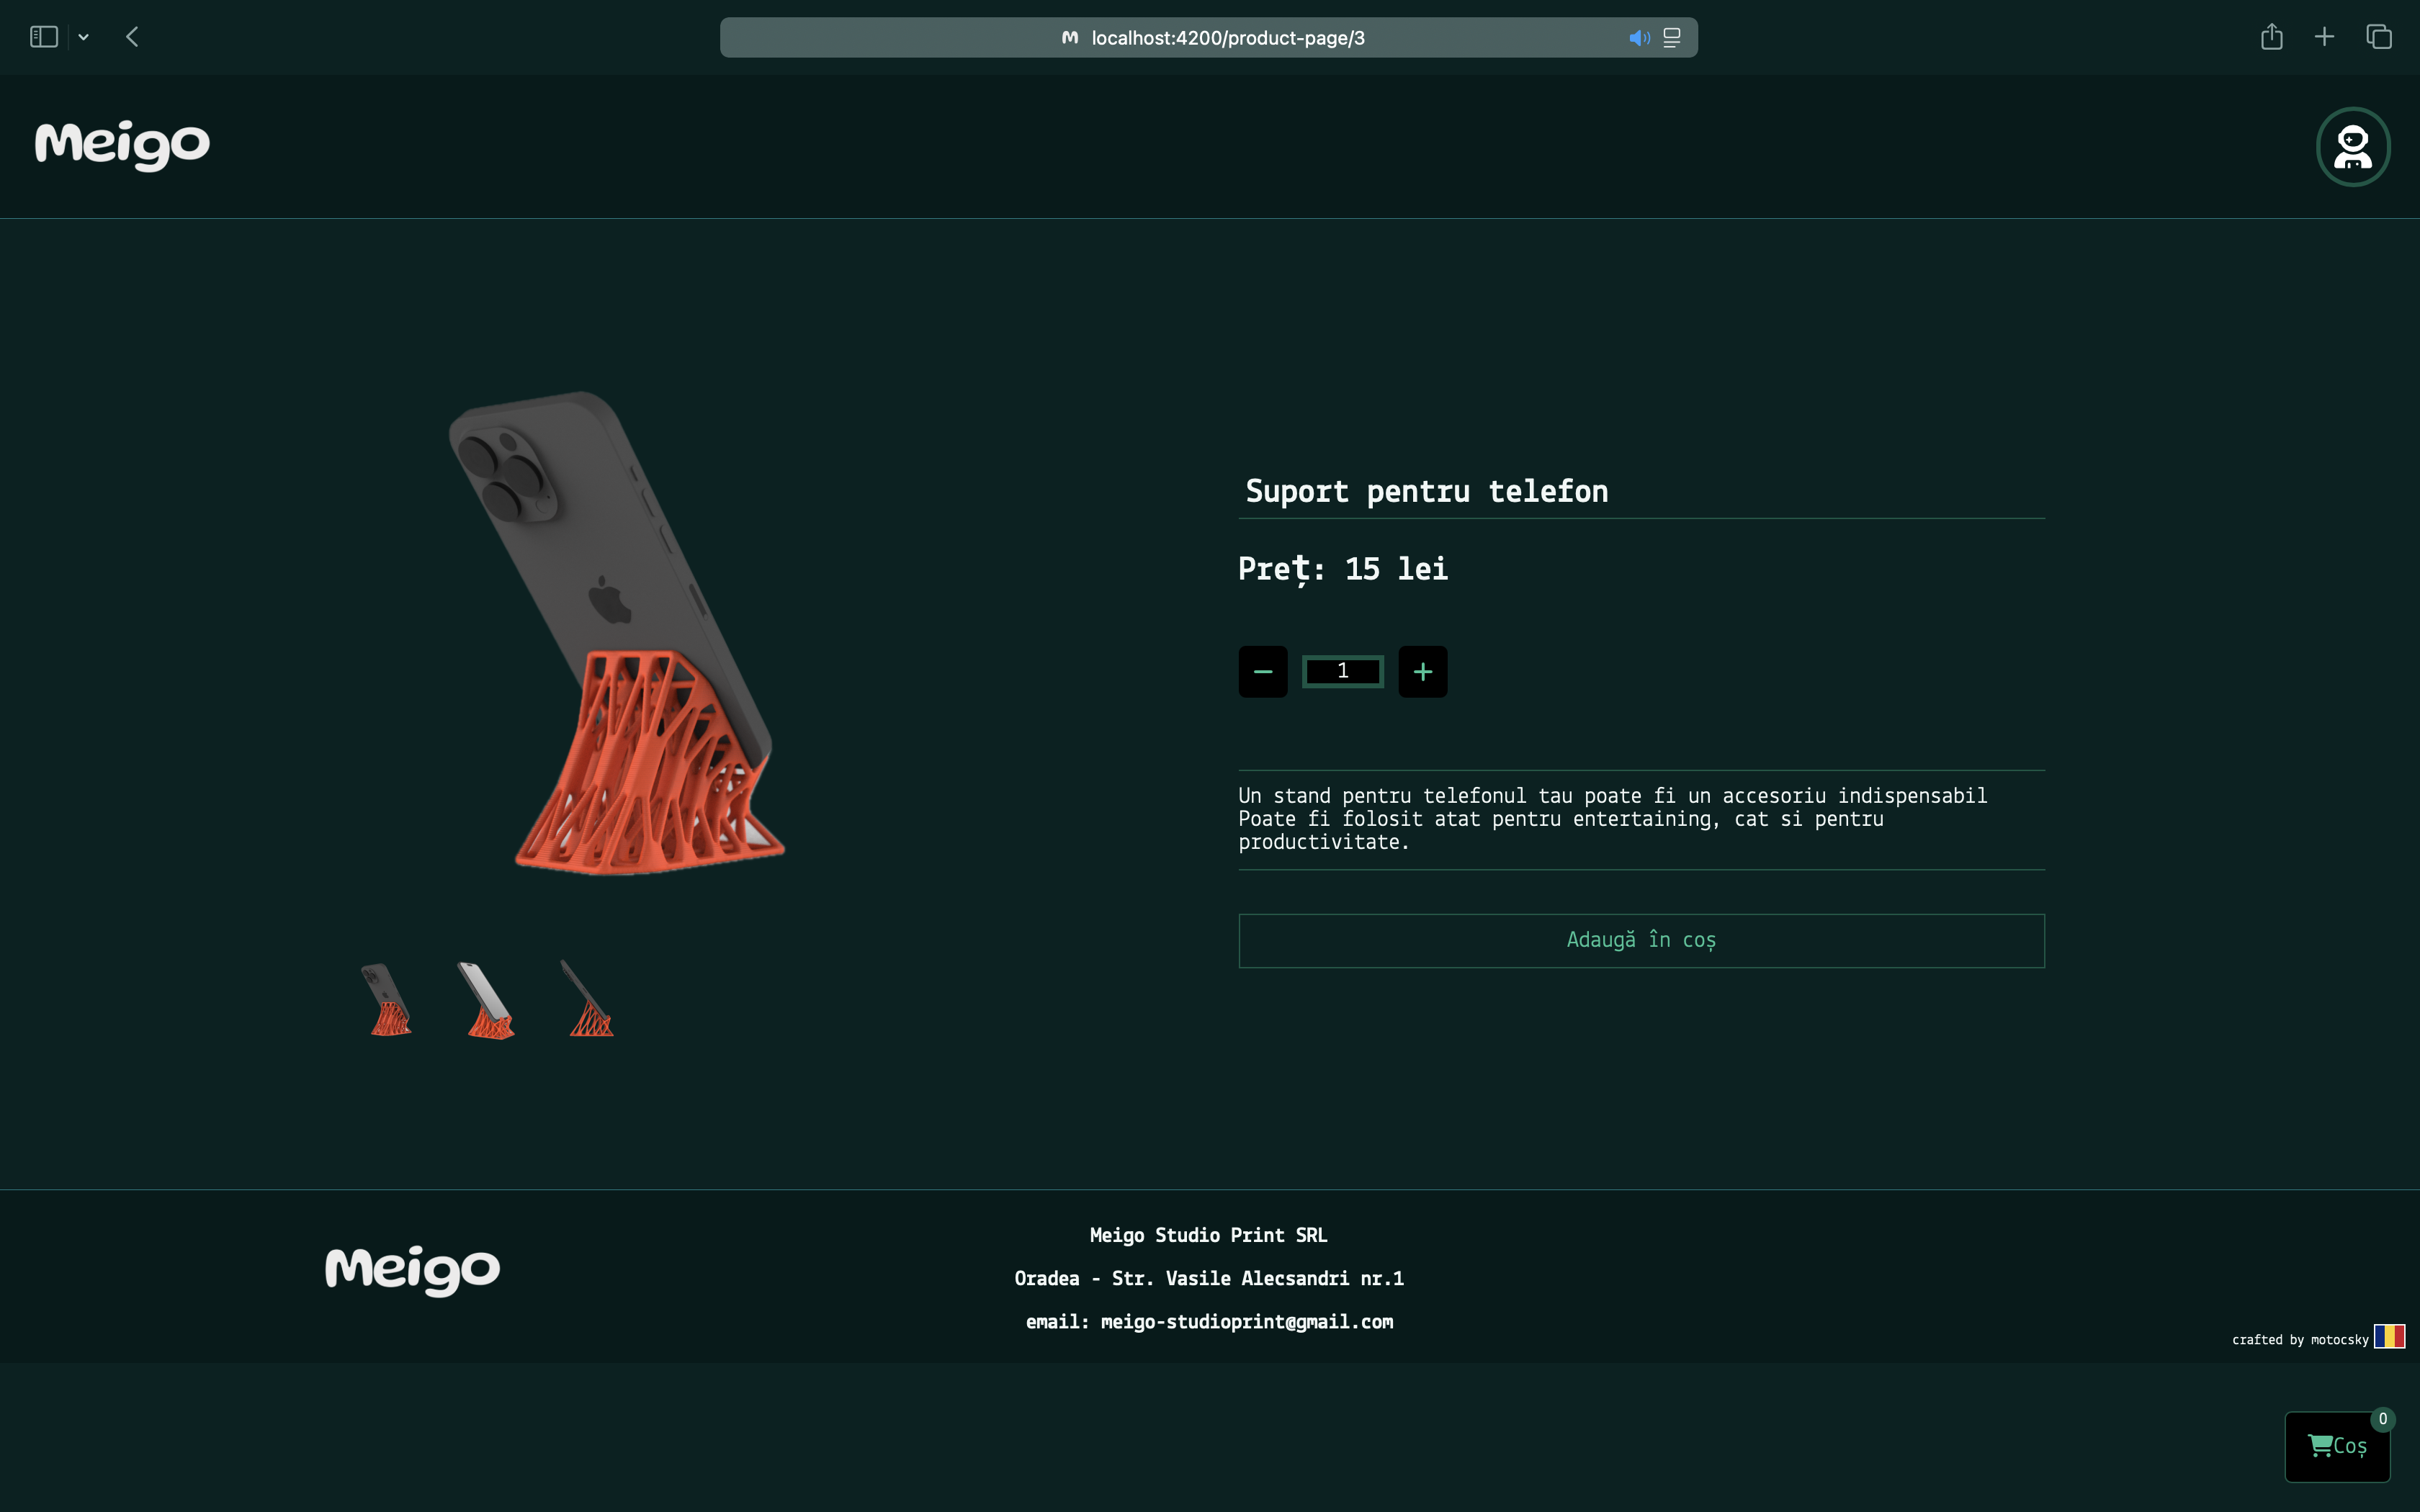 localhost:4200/product-page/3
Meigo
Suport pentru telefon
Preț: 15 lei
1
Un stand pentru telefonul tau poate fi un accesoriu indispensabil
Poate fi folosit atat pentru entertaining, cat si pentru
productivitate.
Adaugă în coș
Meigo
Meigo Studio Print SRL
Oradea - Str. Vasile Alecsandri nr.1
email: meigo-studioprint@gmail.com
crafted by motocsky
0
Coș